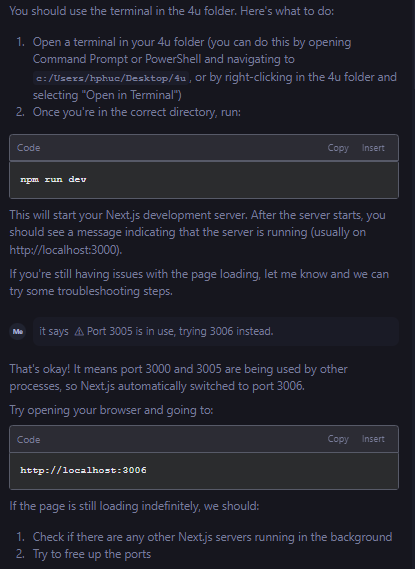 You should use the terminal in the 4u folder. Here's what to do:
1. Open a terminal in your 4u folder (you can do this by opening
Command Prompt or PowerShell and navigating to
c:/Users/hphuc/Desktop/4u, or by right-clicking in the 4u folder and
selecting "Open in Terminal")
2. Once you're in the correct directory, run:
Code Copy Insert
npm run dev
This will start your Next.js development server. After the server starts, you
should see a message indicating that the server is running (usually on
http://localhost:3000).
If you're still having issues with the page loading, let me know and we can
try some troubleshooting steps.
Me it says ⚠ Port 3005 is in use, trying 3006 instead.
That's okay! It means port 3000 and 3005 are being used by other
processes, so Next.js automatically switched to port 3006.
Try opening your browser and going to:
Code Copy Insert
http://localhost:3006
If the page is still loading indefinitely, we should:
1. Check if there are any other Next.js servers running in the background
2. Try to free up the ports